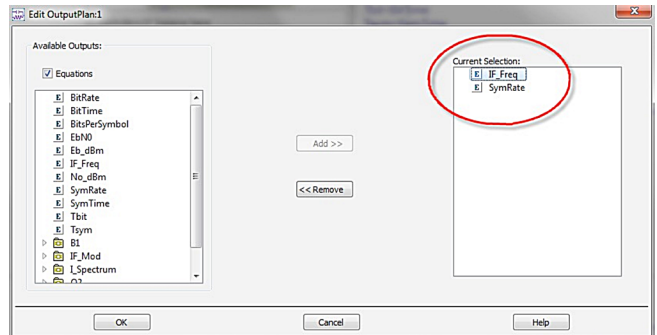 Edit OutputPlan:1
Available Outputs:
Equations
E BitRate
E BitTime
E BitsPerSymbol
E EbN0
E Eb_dBm
E IF_Freq
E No_dBm
E SymRate
E SymTime
E Tbit
E Tsym
B1
IF_Mod
I_Spectrum
Add >>
<< Remove
Current Selection:
E IF_Freq
E SymRate
OK
Cancel
Help